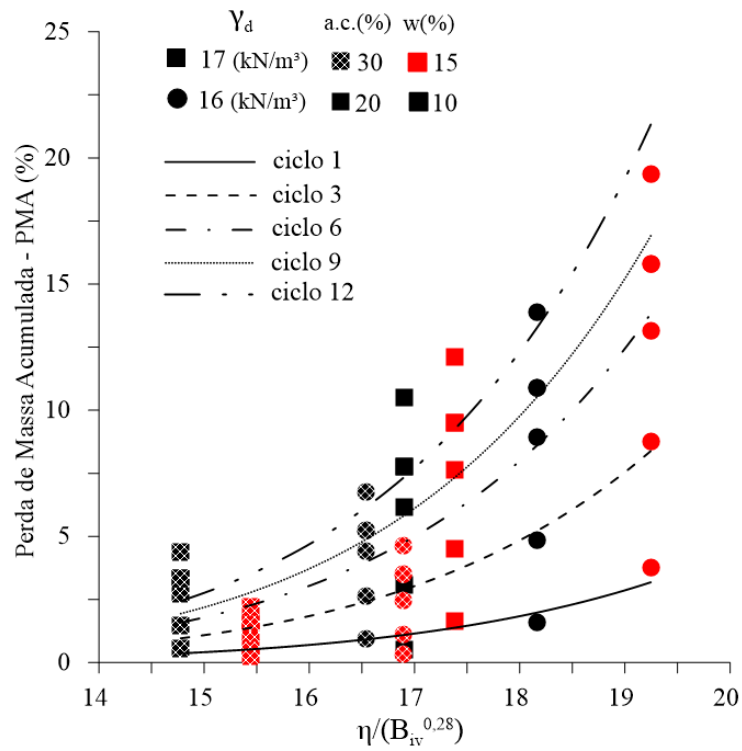 γd a.c.(%) w(%)
17 (kN/m³) 30 15
16 (kN/m³) 20 10
ciclo 1
ciclo 3
ciclo 6
ciclo 9
ciclo 12
Perda de Massa Acumulada - PMA (%)
25
20
15
10
5
0
14 15 16 17 18 19 20
η/(Biv^0,28)